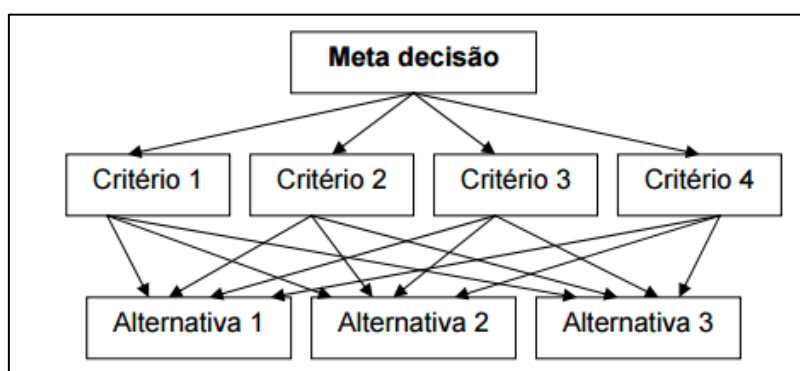 Meta decisão
Critério 1 Critério 2 Critério 3 Critério 4
Alternativa 1 Alternativa 2 Alternativa 3